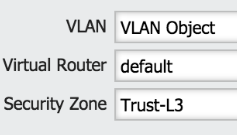 VLAN VLAN Object
Virtual Router default
Security Zone Trust-L3